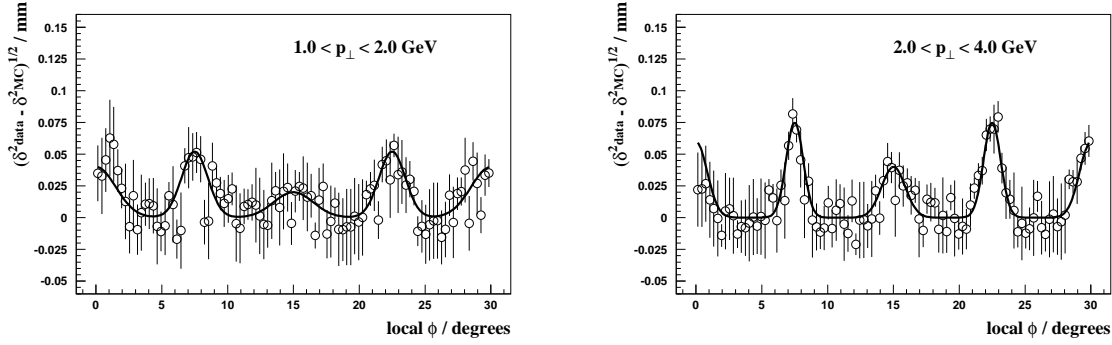 (δ²data - δ²MC)1/2 / mm
1.0 < p⊥ < 2.0 GeV
0.15
0.125
0.1
0.075
0.05
0.025
0
-0.025
-0.05
0 5 10 15 20 25 30
local ϕ / degrees
(δ²data - δ²MC)1/2 / mm
2.0 < p⊥ < 4.0 GeV
0.15
0.125
0.1
0.075
0.05
0.025
0
-0.025
-0.05
0 5 10 15 20 25 30
local ϕ / degrees